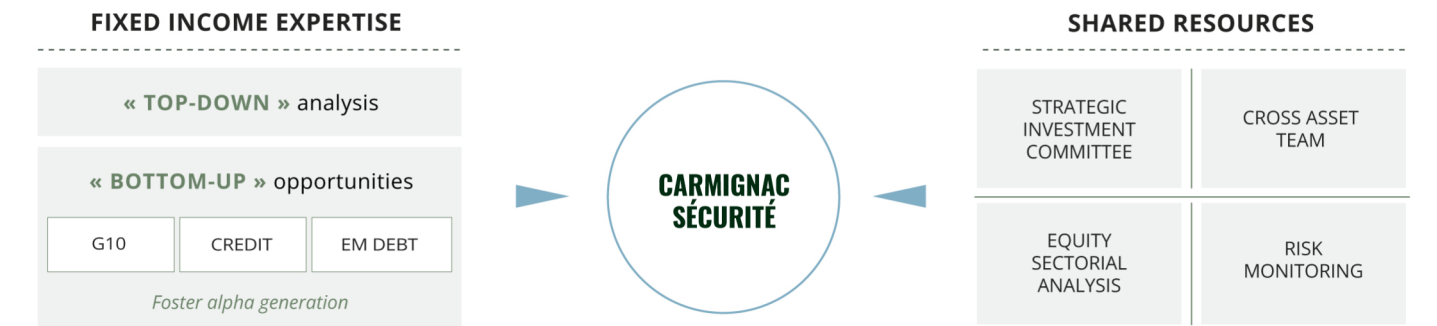 FIXED INCOME EXPERTISE
« TOP-DOWN » analysis
« BOTTOM-UP » opportunities
G10
CREDIT
EM DEBT
Foster alpha generation
CARMIGNAC
SÉCURITÉ
SHARED RESOURCES
STRATEGIC
INVESTMENT
COMMITTEE
CROSS ASSET
TEAM
EQUITY
SECTORIAL
ANALYSIS
RISK
MONITORING